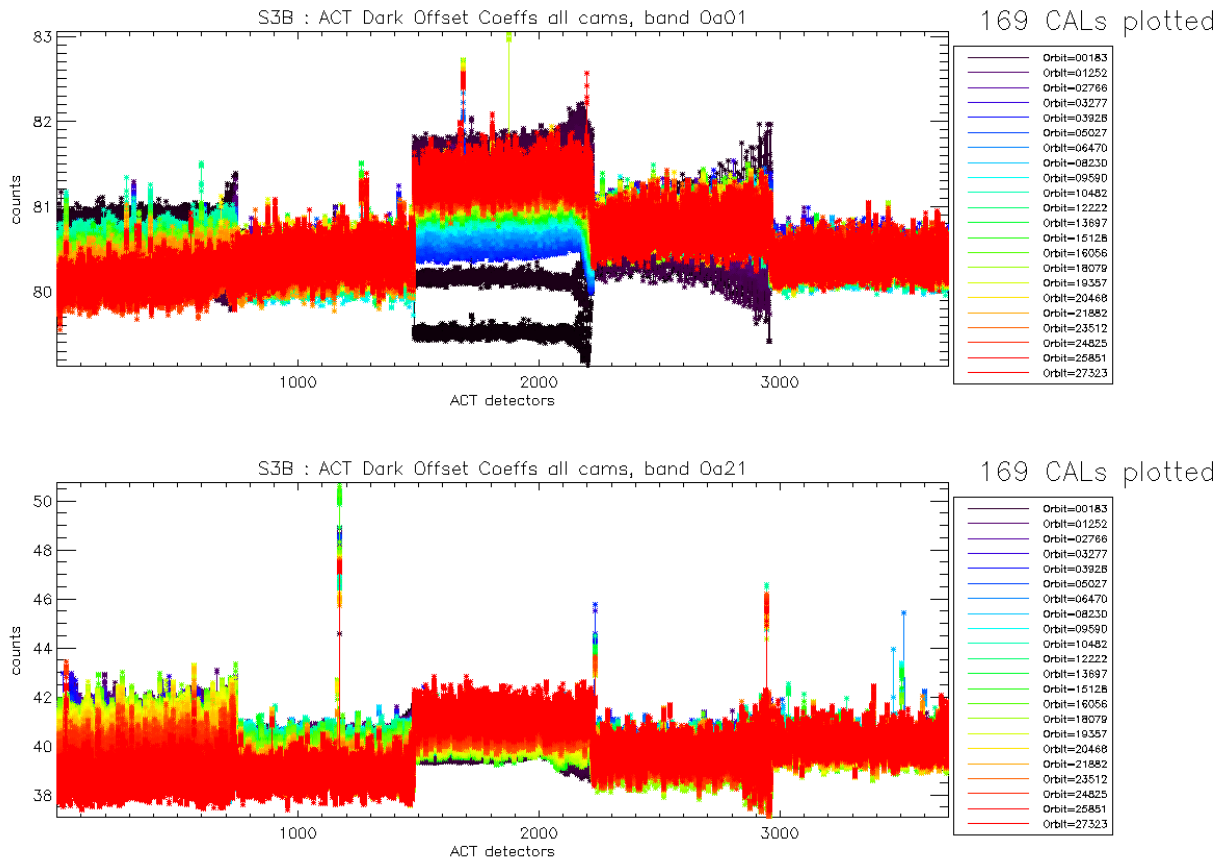 S3B : ACT Dark Offset Coeffs all cams, band Oa01
169 CALs plotted
83
82
81
80
counts
1000
2000
3000
ACT detectors
Orbit=00183
Orbit=01252
Orbit=02766
Orbit=03277
Orbit=03928
Orbit=05027
Orbit=06470
Orbit=08230
Orbit=09590
Orbit=10482
Orbit=12222
Orbit=13697
Orbit=15128
Orbit=16056
Orbit=18079
Orbit=19357
Orbit=20468
Orbit=21882
Orbit=23512
Orbit=24825
Orbit=25851
Orbit=27323
S3B : ACT Dark Offset Coeffs all cams, band Oa21
169 CALs plotted
50
48
46
44
42
40
38
counts
1000
2000
3000
ACT detectors
Orbit=00183
Orbit=01252
Orbit=02766
Orbit=03277
Orbit=03928
Orbit=05027
Orbit=06470
Orbit=08230
Orbit=09590
Orbit=10482
Orbit=12222
Orbit=13697
Orbit=15128
Orbit=16056
Orbit=18079
Orbit=19357
Orbit=20468
Orbit=21882
Orbit=23512
Orbit=24825
Orbit=25851
Orbit=27323